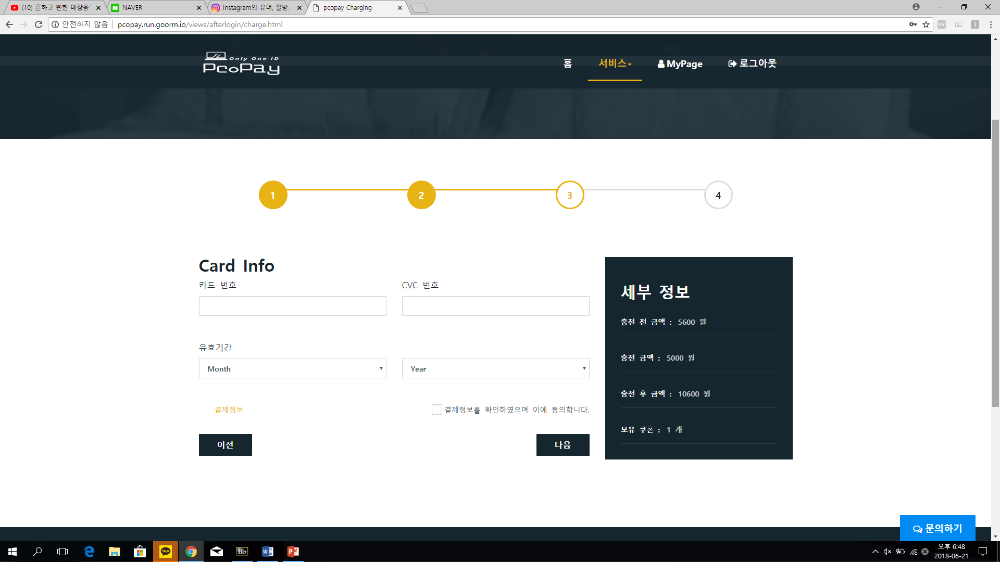 (10) 흔하고 뻔한 매장음
NAVER
Instagram의 유머, 짤방,
pcopay Charging
안전하지 않음
pcopay.run.goorm.io/views/afterlogin/charge.html
Only One ID
PcoPay
홈
서비스
MyPage
로그아웃
1
2
3
4
Card Info
카드 번호
CVC 번호
유효기간
Month
Year
결제정보
결제정보를 확인하였으며 이에 동의합니다.
이전
다음
세부 정보
충전 전 금액 : 5600 원
충전 금액 : 5000 원
충전 후 금액 : 10600 원
보유 쿠폰 : 1 개
문의하기
TALK
Bb
오후 6:48
2018-06-21